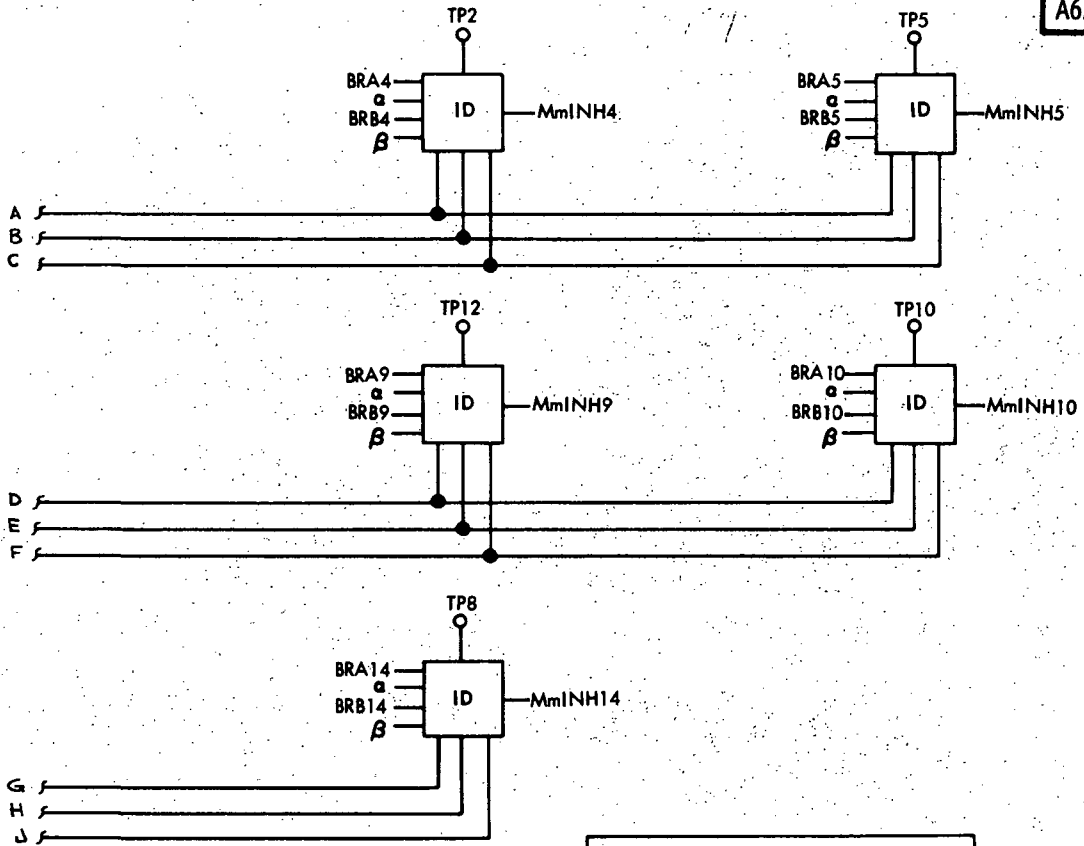 A6
TP2
BRA4
α
BRB4
β
ID
MmINH4
TP5
BRA5
α
BRB5
β
ID
MmINH5
A
B
C
TP12
BRA9
α
BRB9
β
ID
MmINH9
TP10
BRA10
α
BRB10
β
ID
MmINH10
D
E
F
TP8
BRA14
α
BRB14
β
ID
MmINH14
G
H
J